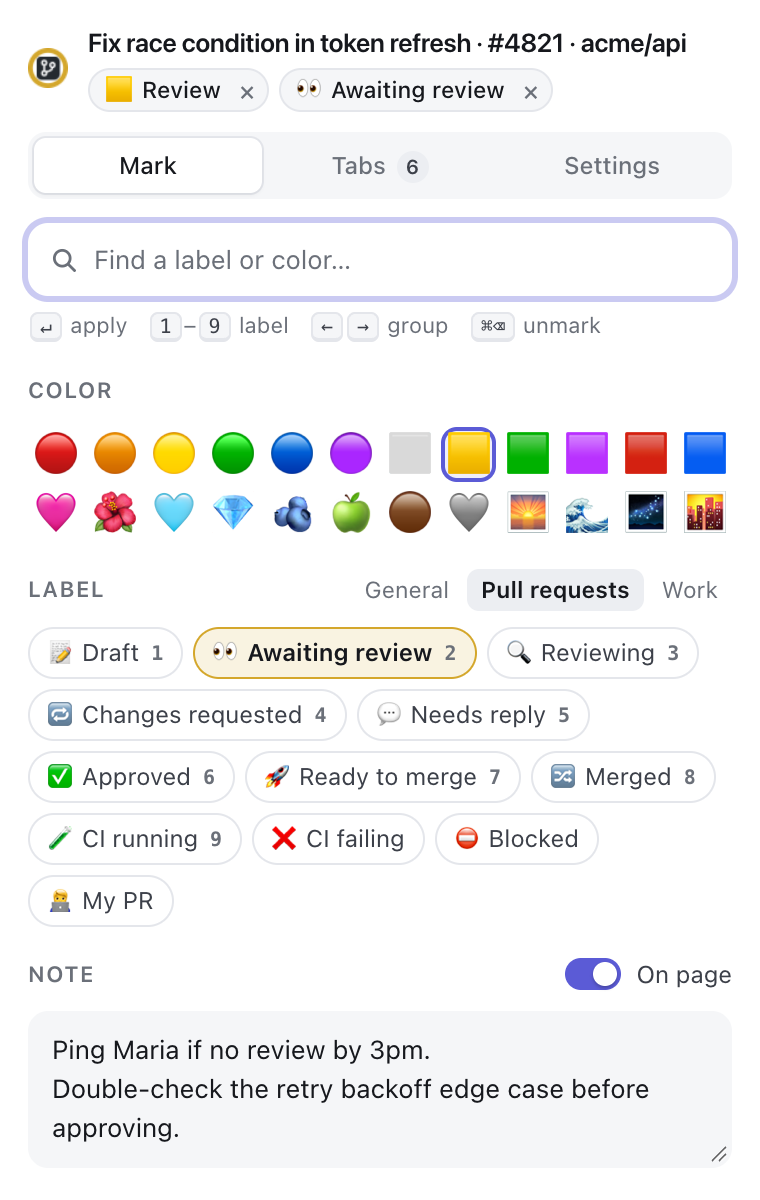 Fix race condition in token refresh · #4821 · acme/api
Review ×
Awaiting review ×
Mark
Tabs 6
Settings
Find a label or color...
↵ apply 1–9 label ← → group ⌘⌫ unmark
COLOR
LABEL
General
Pull requests
Work
Draft 1
Awaiting review 2
Reviewing 3
Changes requested 4
Needs reply 5
Approved 6
Ready to merge 7
Merged 8
CI running 9
CI failing
Blocked
My PR
NOTE
On page
Ping Maria if no review by 3pm.
Double-check the retry backoff edge case before
approving.